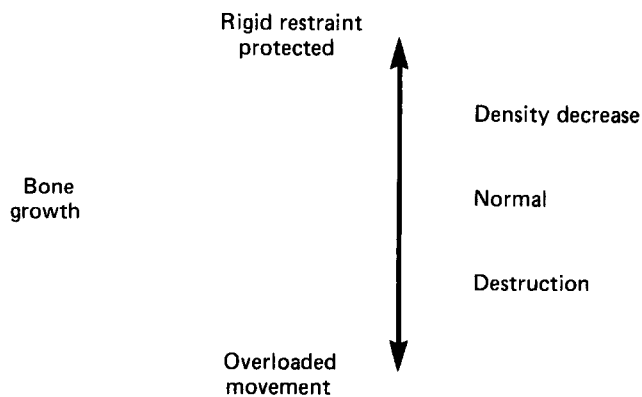 Rigid restraint
protected
Density decrease
Bone
growth
Normal
Destruction
Overloaded
movement